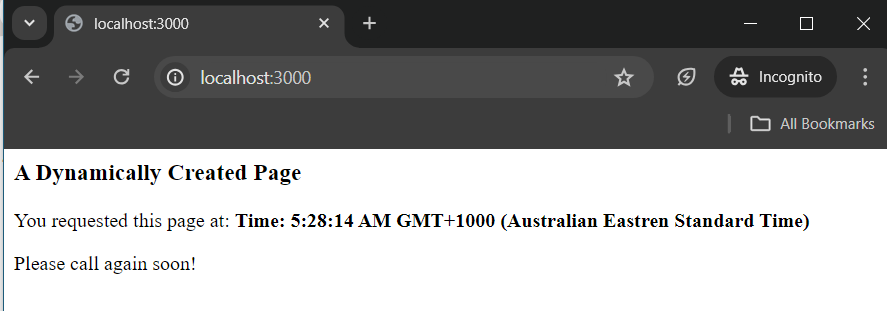 localhost:3000
localhost:3000
Incognito
All Bookmarks
A Dynamically Created Page
You requested this page at: Time: 5:28:14 AM GMT+1000 (Australian Eastren Standard Time)
Please call again soon!